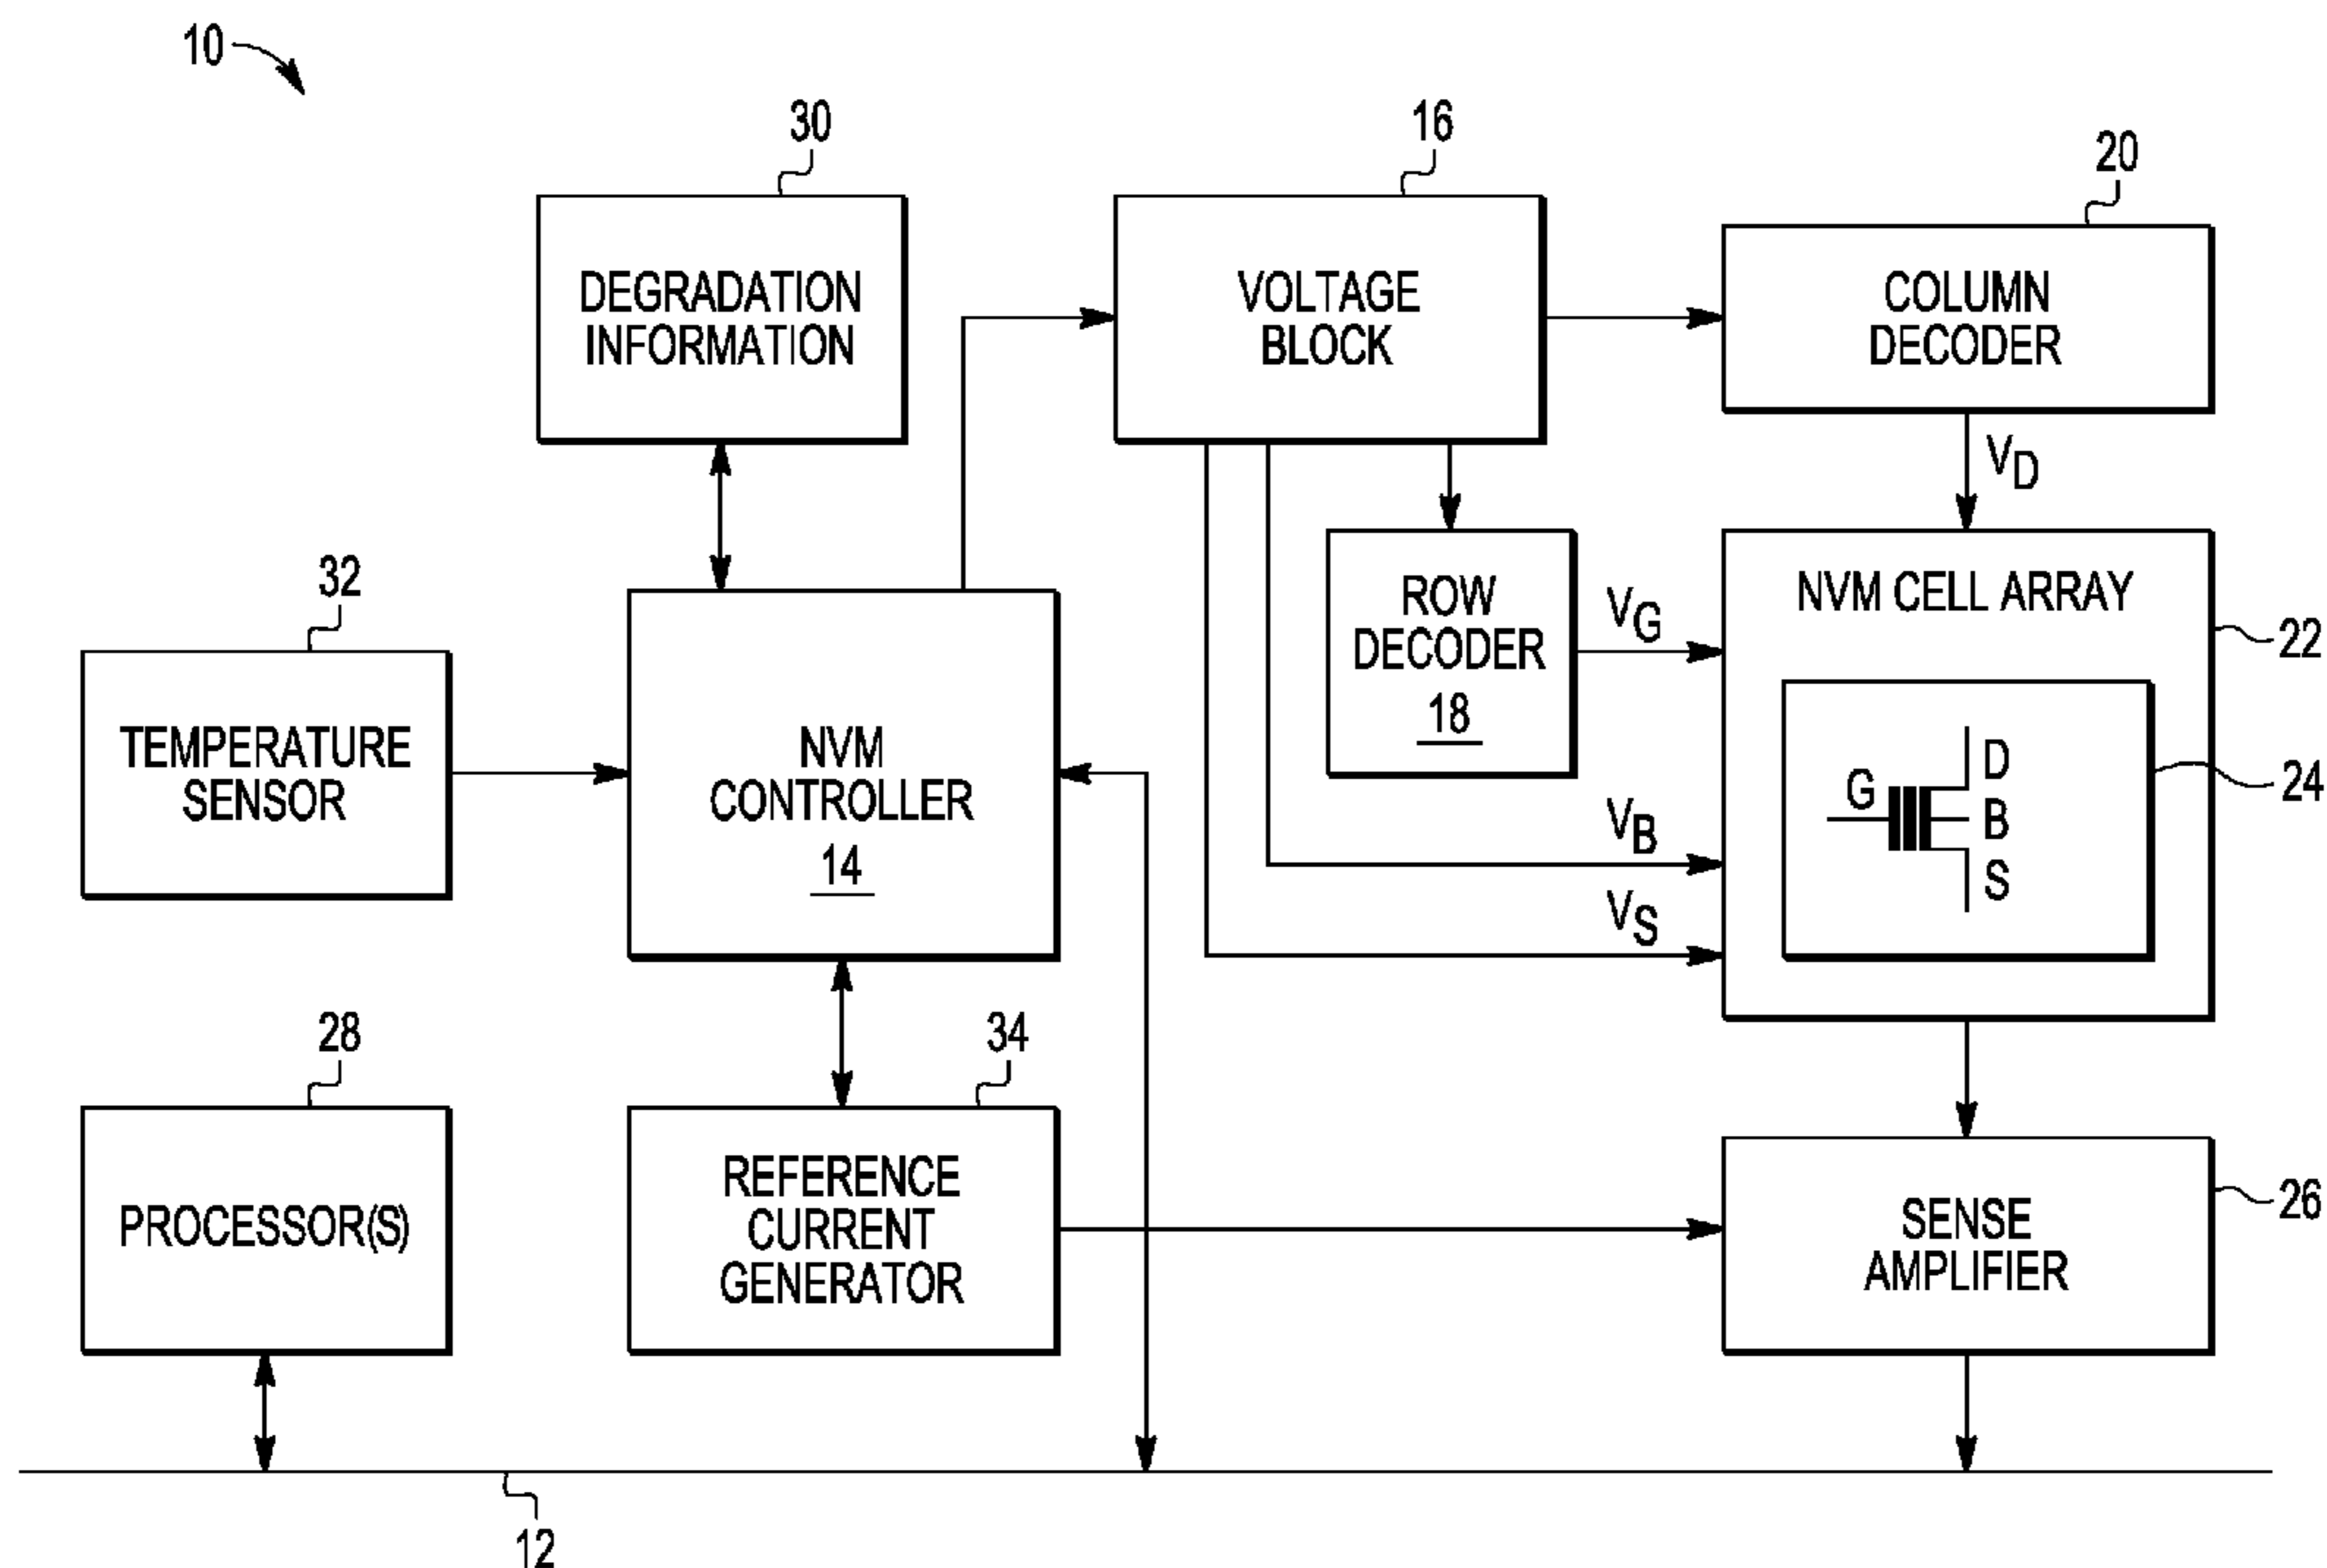 10
30
16
20
DEGRADATION
INFORMATION
VOLTAGE
BLOCK
COLUMN
DECODER
VD
32
TEMPERATURE
SENSOR
NVM
CONTROLLER
14
ROW
DECODER
18
VG
VB
VS
NVM CELL ARRAY
22
G
D
B
S
24
28
PROCESSOR(S)
34
REFERENCE
CURRENT
GENERATOR
SENSE
AMPLIFIER
26
12